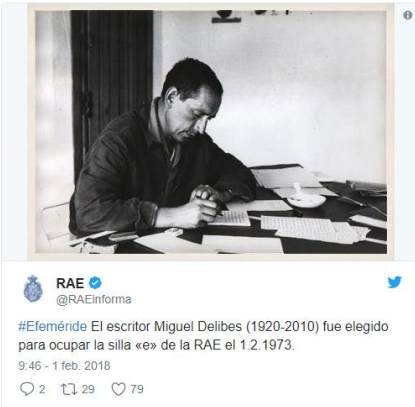 RAE
@RAEinforma
#Efeméride El escritor Miguel Delibes (1920-2010) fue elegido
para ocupar la silla «e» de la RAE el 1.2.1973.
9:46 - 1 feb. 2018
2 29 79